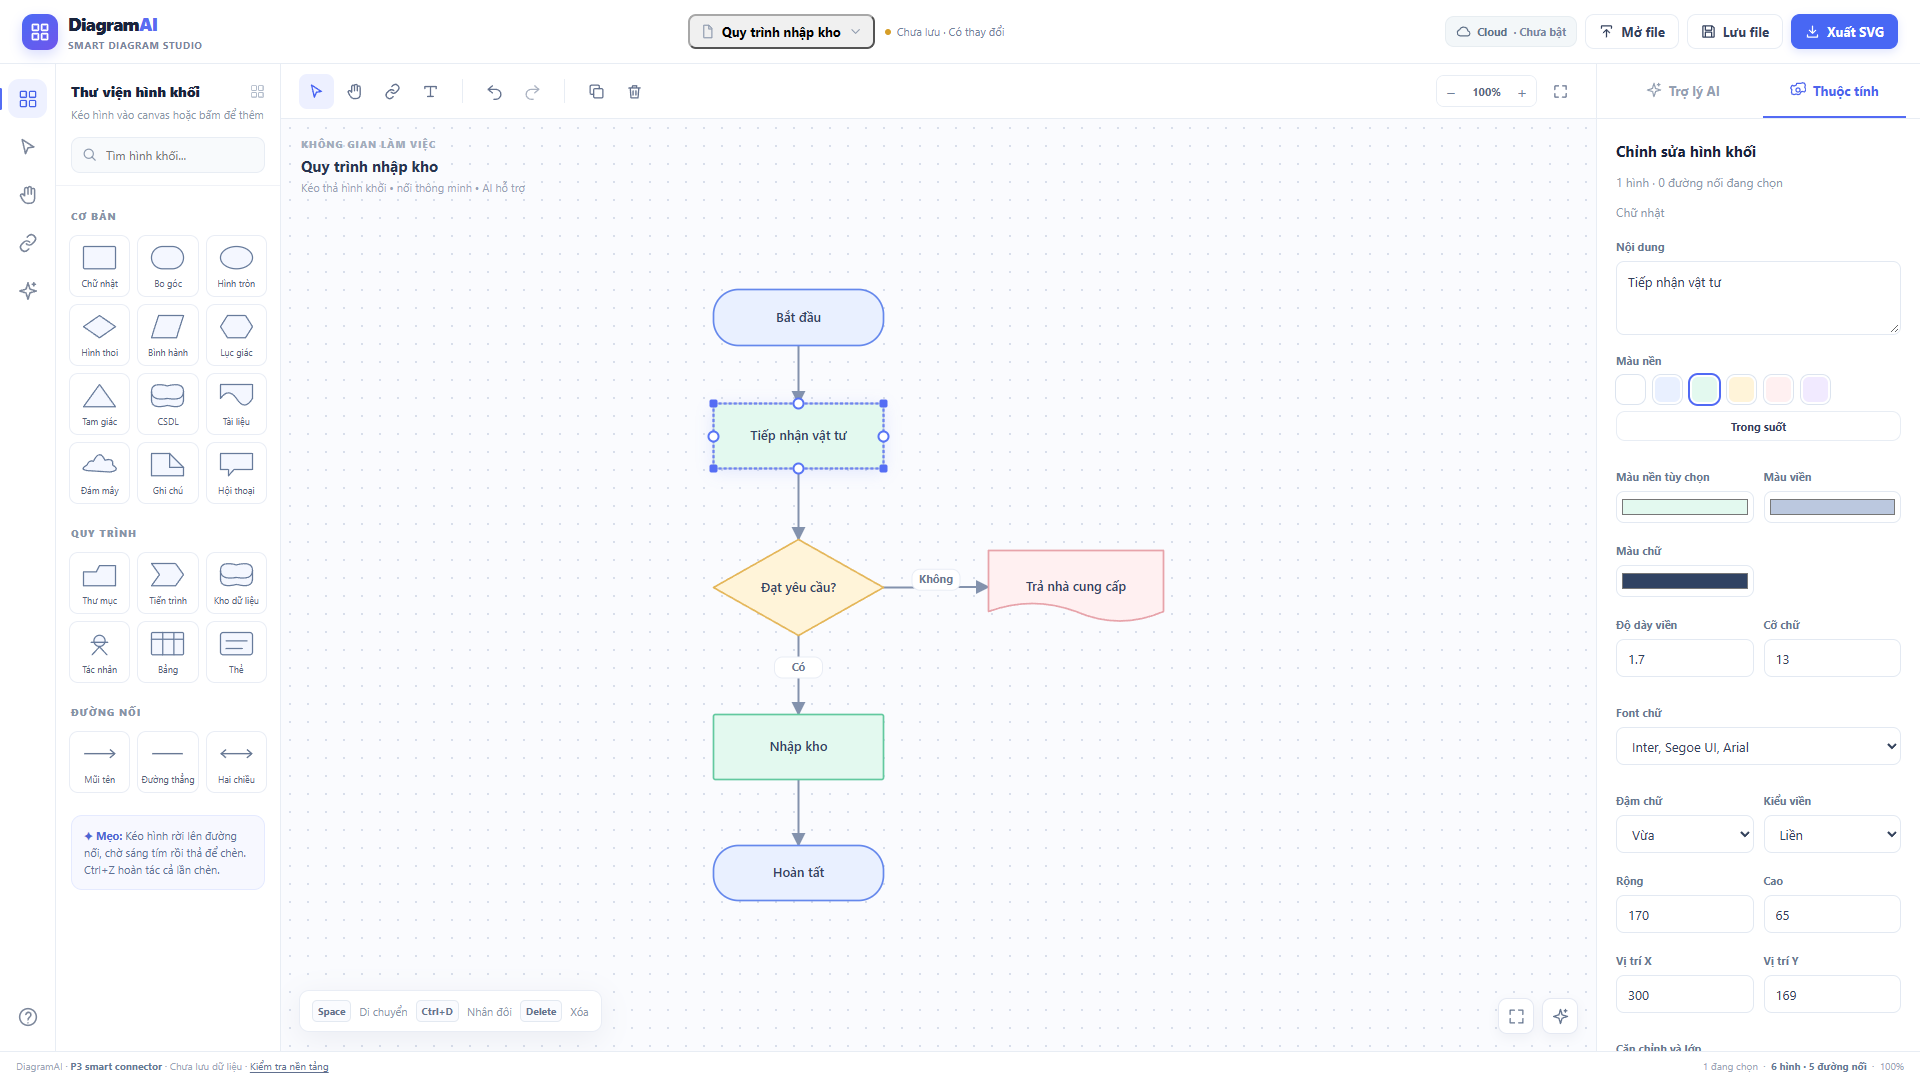 DiagramAI
SMART DIAGRAM STUDIO
Quy trình nhập kho
Chưa lưu · Có thay đổi
Cloud · Chưa bật
Mở file
Lưu file
Xuất SVG
Thư viện hình khối
Kéo hình vào canvas hoặc bấm để thêm
Tìm hình khối...
CƠ BẢN
Chữ nhật
Bo góc
Hình tròn
Hình thoi
Bình hành
Lục giác
Tam giác
CSDL
Tài liệu
Đám mây
Ghi chú
Hội thoại
QUY TRÌNH
Thư mục
Tiến trình
Kho dữ liệu
Tác nhân
Bảng
Thẻ
ĐƯỜNG NỐI
Mũi tên
Đường thẳng
Hai chiều
✦ Mẹo: Kéo hình rời lên đường
nối, chờ sáng tím rồi thả để chèn.
Ctrl+Z hoàn tác cả lần chèn.
100%
KHÔNG GIAN LÀM VIỆC
Quy trình nhập kho
Kéo thả hình khối • nối thông minh • AI hỗ trợ
Bắt đầu
Tiếp nhận vật tư
Đạt yêu cầu?
Không
Trả nhà cung cấp
Có
Nhập kho
Hoàn tất
Space Di chuyển Ctrl+D Nhân đôi Delete Xóa
Trợ lý AI
Thuộc tính
Chỉnh sửa hình khối
1 hình · 0 đường nối đang chọn
Chữ nhật
Nội dung
Tiếp nhận vật tư
Màu nền
Trong suốt
Màu nền tùy chọn
Màu viền
Màu chữ
Độ dày viền
Cỡ chữ
1.7
13
Font chữ
Inter, Segoe UI, Arial
Đậm chữ
Kiểu viền
Vừa
Liền
Rộng
Cao
170
65
Vị trí X
Vị trí Y
300
169
Căn chỉnh và lớp
DiagramAI · P3 smart connector · Chưa lưu dữ liệu · Kiểm tra nền tảng
1 đang chọn · 6 hình · 5 đường nối · 100%